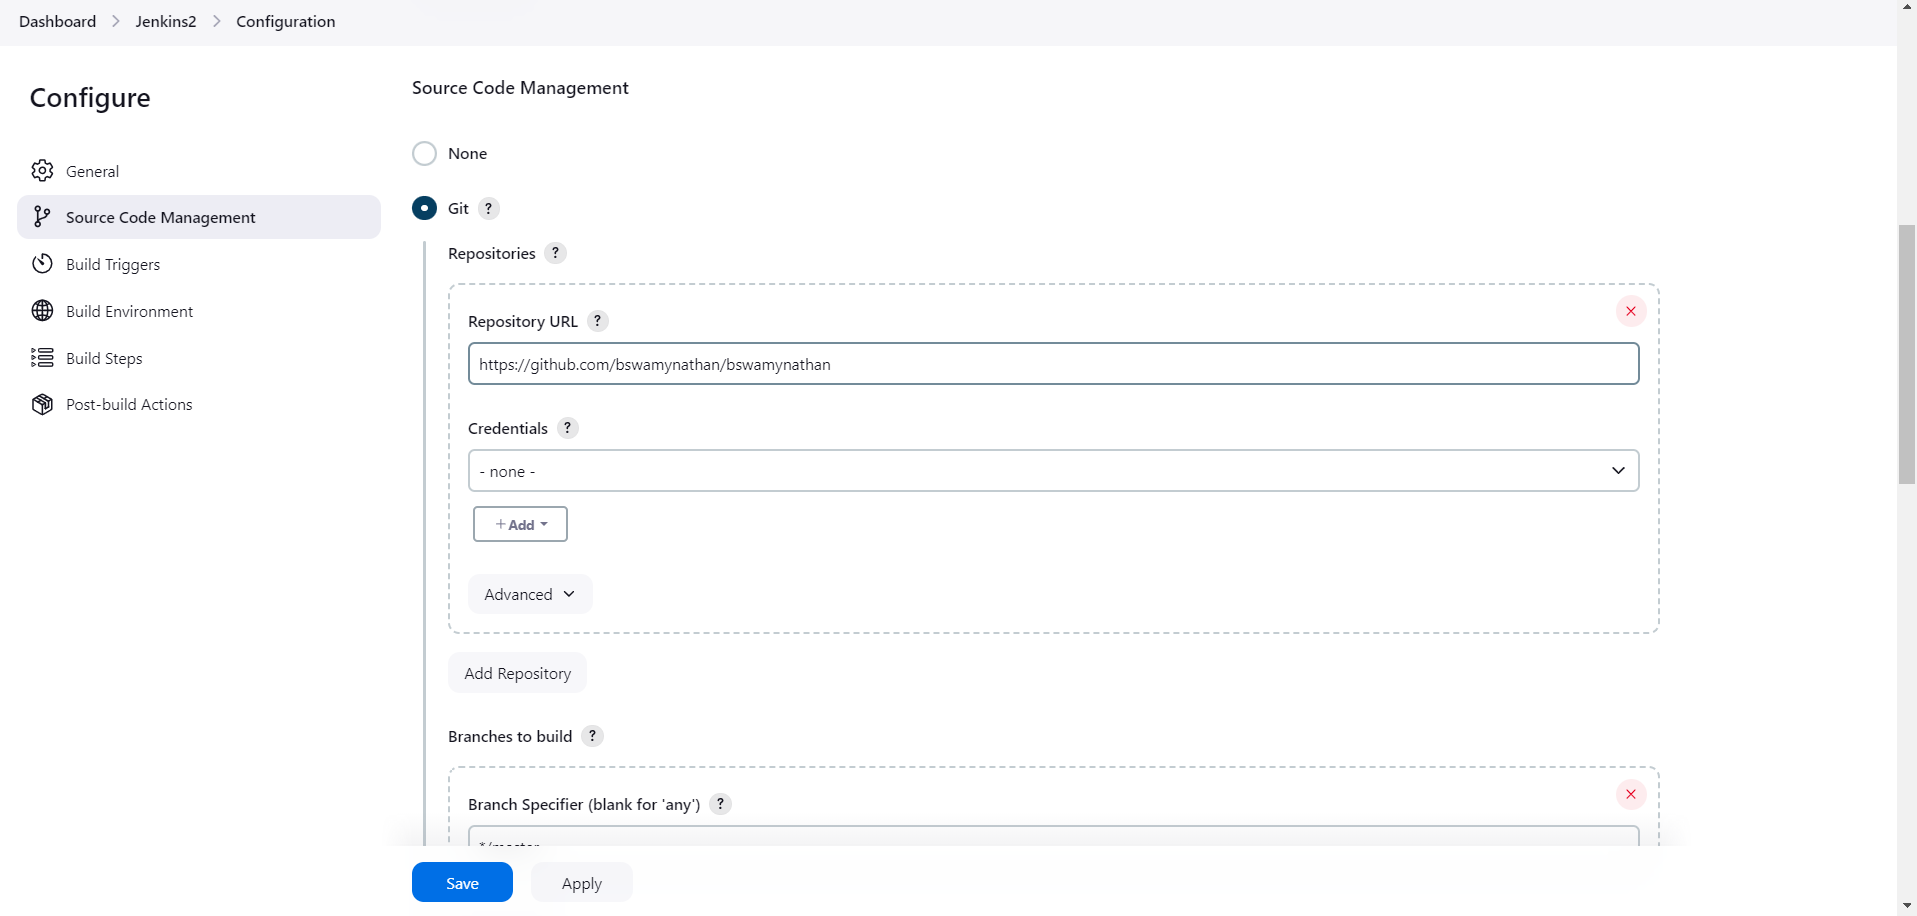 Dashboard > Jenkins2 > Configuration
Configure
General
Source Code Management
Build Triggers
Build Environment
Build Steps
Post-build Actions
Source Code Management
None
Git ?
Repositories ?
Repository URL ?
https://github.com/bswamynathan/bswamynathan
Credentials ?
- none -
+ Add
Advanced
Add Repository
Branches to build ?
Branch Specifier (blank for 'any') ?
*/master
Save
Apply